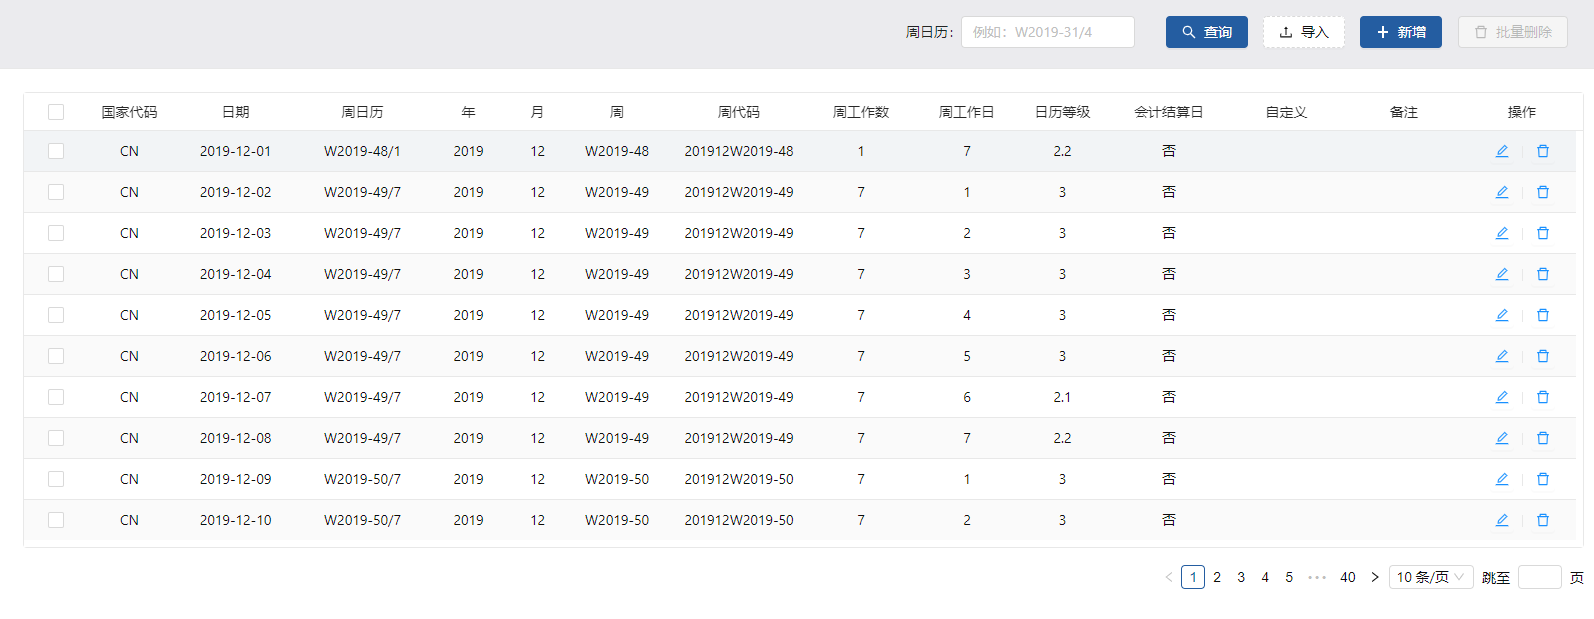 周日历: 例如：W2019-31/4 查询 导入 新增 批量删除
国家代码 日期 周日历 年 月 周 周代码 周工作数 周工作日 日历等级 会计结算日 自定义 备注 操作
CN 2019-12-01 W2019-48/1 2019 12 W2019-48 201912W2019-48 1 7 2.2 否
CN 2019-12-02 W2019-49/7 2019 12 W2019-49 201912W2019-49 7 1 3 否
CN 2019-12-03 W2019-49/7 2019 12 W2019-49 201912W2019-49 7 2 3 否
CN 2019-12-04 W2019-49/7 2019 12 W2019-49 201912W2019-49 7 3 3 否
CN 2019-12-05 W2019-49/7 2019 12 W2019-49 201912W2019-49 7 4 3 否
CN 2019-12-06 W2019-49/7 2019 12 W2019-49 201912W2019-49 7 5 3 否
CN 2019-12-07 W2019-49/7 2019 12 W2019-49 201912W2019-49 7 6 2.1 否
CN 2019-12-08 W2019-49/7 2019 12 W2019-49 201912W2019-49 7 7 2.2 否
CN 2019-12-09 W2019-50/7 2019 12 W2019-50 201912W2019-50 7 1 3 否
CN 2019-12-10 W2019-50/7 2019 12 W2019-50 201912W2019-50 7 2 3 否
< 1 2 3 4 5 ••• 40 > 10 条/页 跳至 页